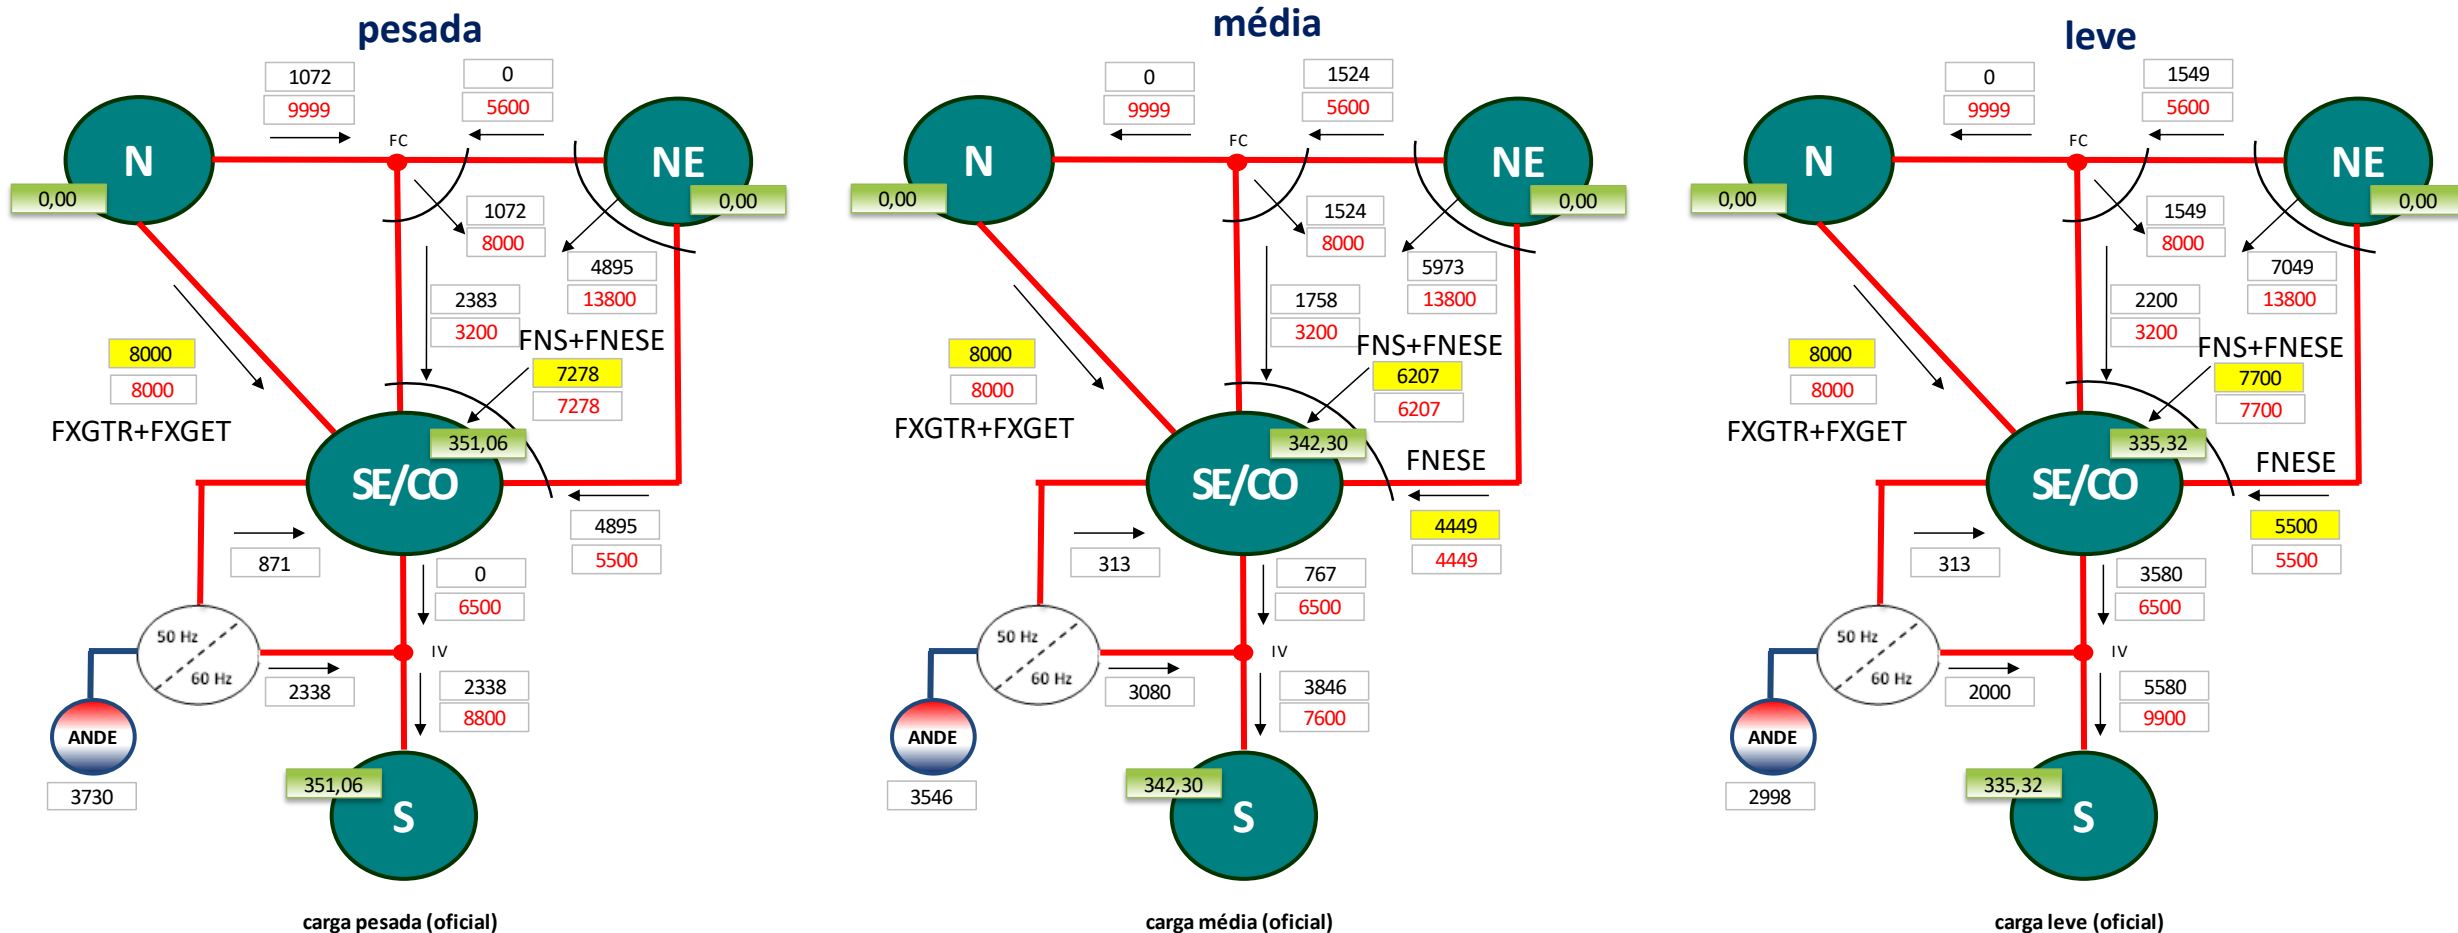 pesada
1072
9999
0
5600
FC
N
NE
0,00
0,00
1072
8000
4895
13800
2383
3200
FNS+FNESE
8000
8000
7278
7278
FXGTR+FXGET
351,06
SE/CO
4895
5500
871
0
6500
50 Hz
60 Hz
IV
2338
2338
8800
ANDE
3730
351,06
S
carga pesada (oficial)
média
0
9999
1524
5600
FC
N
NE
0,00
0,00
1524
8000
5973
13800
1758
3200
FNS+FNESE
8000
8000
6207
6207
FXGTR+FXGET
342,30
FNESE
SE/CO
4449
4449
313
767
6500
50 Hz
60 Hz
IV
3080
3846
7600
ANDE
3546
342,30
S
carga média (oficial)
leve
0
9999
1549
5600
FC
N
NE
0,00
0,00
1549
8000
7049
13800
2200
3200
FNS+FNESE
8000
8000
7700
7700
FXGTR+FXGET
335,32
FNESE
SE/CO
5500
5500
313
3580
6500
50 Hz
60 Hz
IV
2000
5580
9900
ANDE
2998
335,32
S
carga leve (oficial)